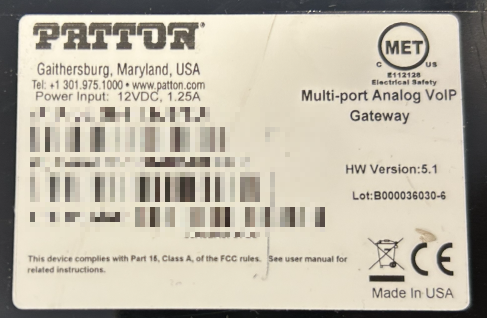 PATTON
Gaithersburg, Maryland, USA
Tel: +1 301.975.1000 • www.patton.com
Power Input: 12VDC, 1.25A
MET
C US
E112128
Electrical Safety
Multi-port Analog VoIP
Gateway
HW Version:5.1
Lot:B000036030-6
This device complies with Part 15, Class A, of the FCC rules. See user manual for
related instructions.
CE
Made In USA